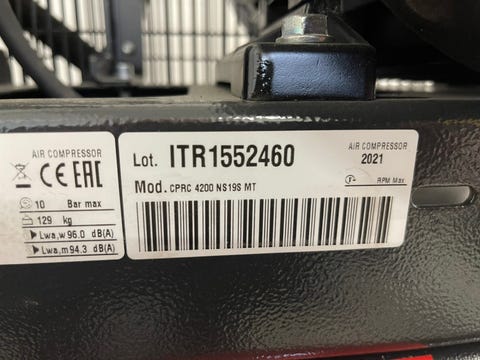 AIR COMPRESSOR
CE EAC
10 Bar max
129 kg
Lwa,w 96.0 dB(A)
Lwa,m 94.3 dB(A)
Lot. ITR1552460
AIR COMPRESSOR
2021
Mod. CPRC 4200 NS19S MT
RPM Max